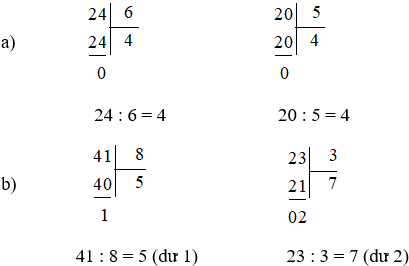 24 6 20 5
a) 24 4 20 4
0 0
24 : 6 = 4 20 : 5 = 4
41 8 23 3
b) 40 5 21 7
1 02
41 : 8 = 5 (dư 1) 23 : 3 = 7 (dư 2)